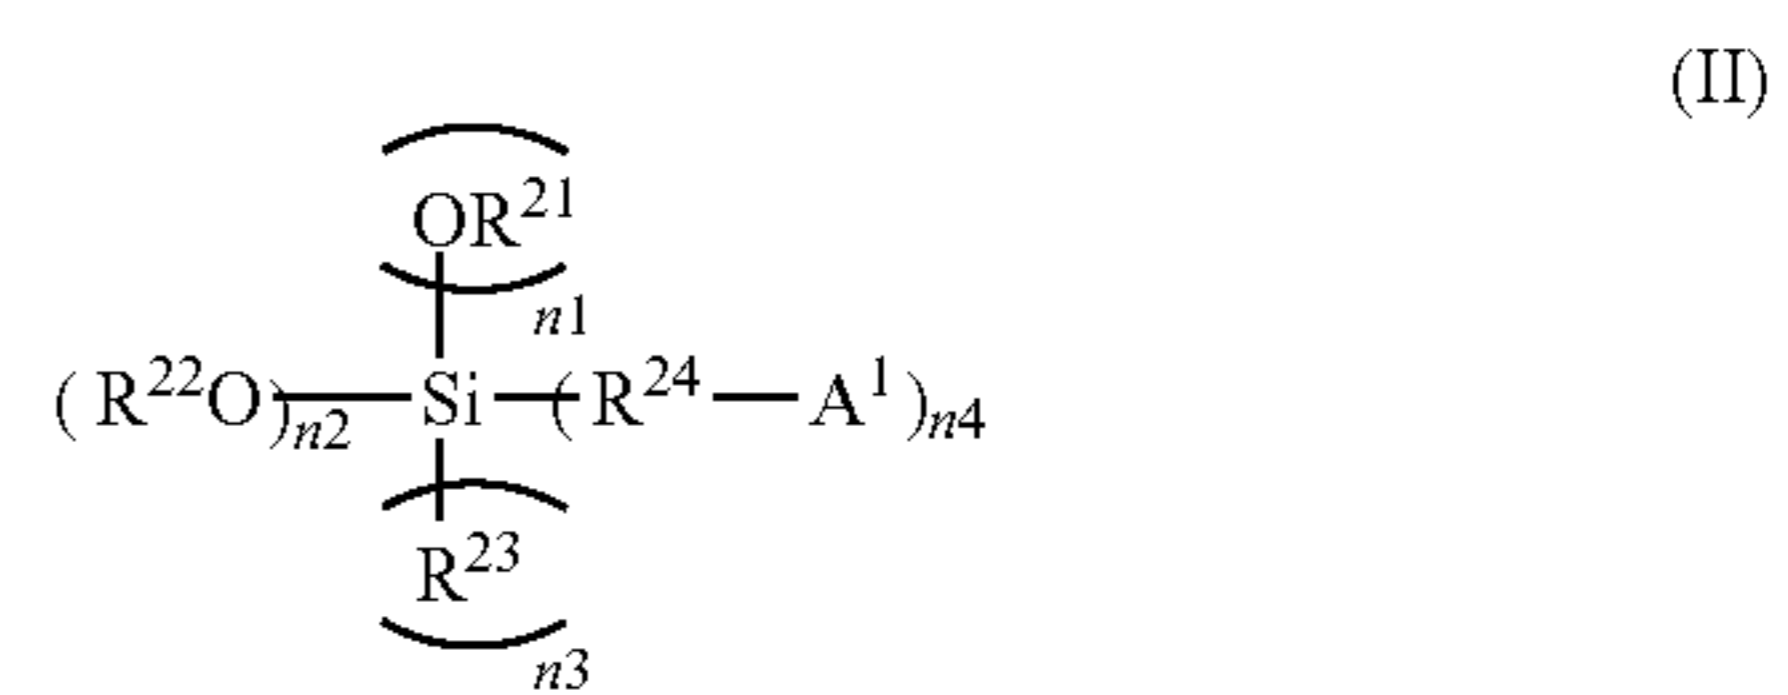 (II)
OR²¹
n1
(R²²O)n2—Si—(R²⁴—A¹)n4
R²³
n3